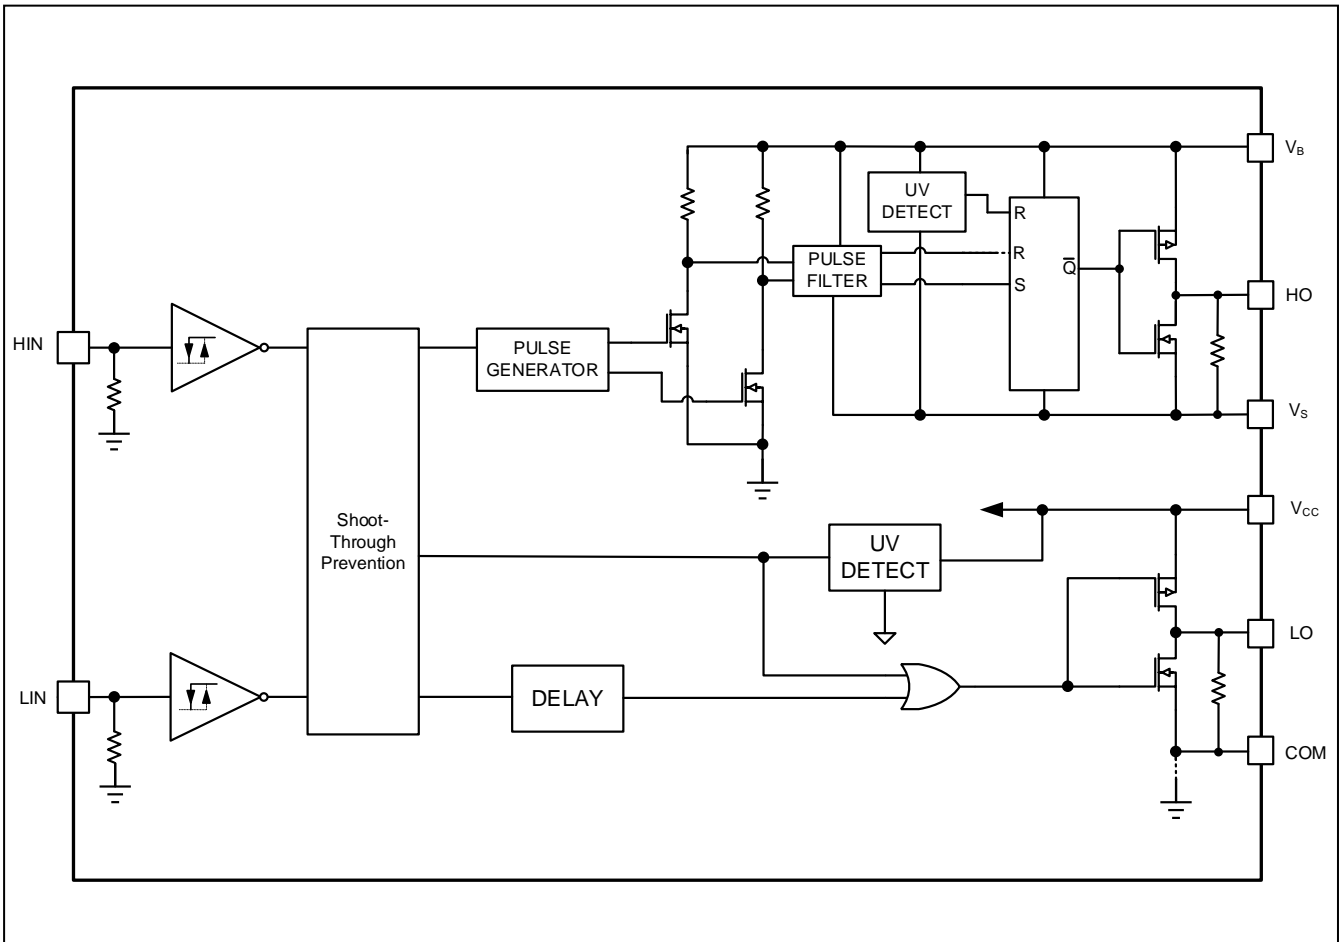 V_B
UV
DETECT
R
R
Q̅
S
PULSE
FILTER
HO
HIN
PULSE
GENERATOR
V_S
V_CC
Shoot-
Through
Prevention
UV
DETECT
LO
LIN
DELAY
COM